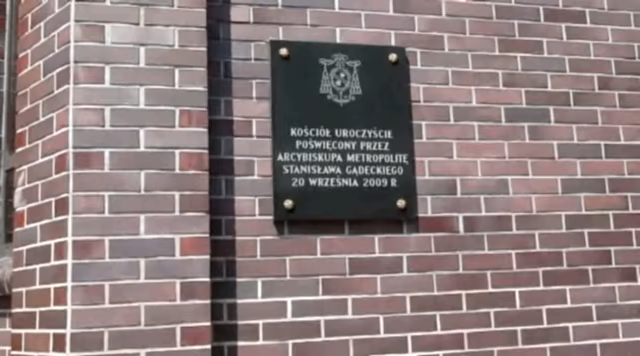 KOŚCIÓŁ UROCZYŚCIE
POŚWIĘCONY PRZEZ
ARCYBISKUPA METROPOLITĘ
STANISŁAWA GĄDECKIEGO
20 WRZEŚNIA 2009 R.